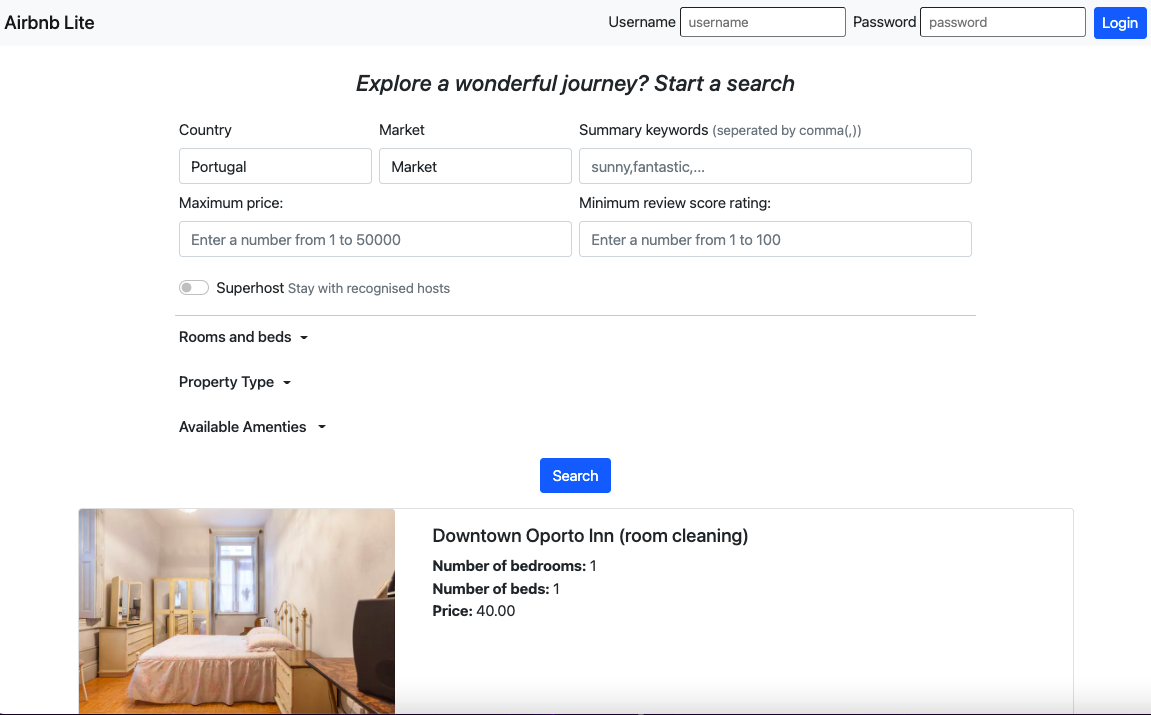 Airbnb Lite Username username Password password Login
Explore a wonderful journey? Start a search
Country Market Summary keywords (seperated by comma(,))
Portugal Market sunny,fantastic,...
Maximum price: Minimum review score rating:
Enter a number from 1 to 50000 Enter a number from 1 to 100
Superhost Stay with recognised hosts
Rooms and beds
Property Type
Available Amenties
Search
Downtown Oporto Inn (room cleaning)
Number of bedrooms: 1
Number of beds: 1
Price: 40.00